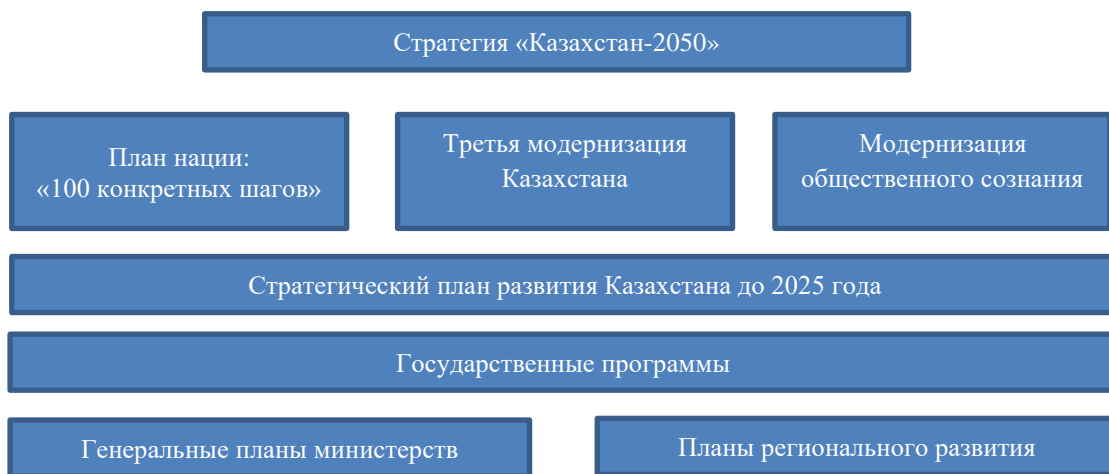 Стратегия «Казахстан-2050»
План нации:
«100 конкретных шагов»
Третья модернизация
Казахстана
Модернизация
общественного сознания
Стратегический план развития Казахстана до 2025 года
Государственные программы
Генеральные планы министерств
Планы регионального развития